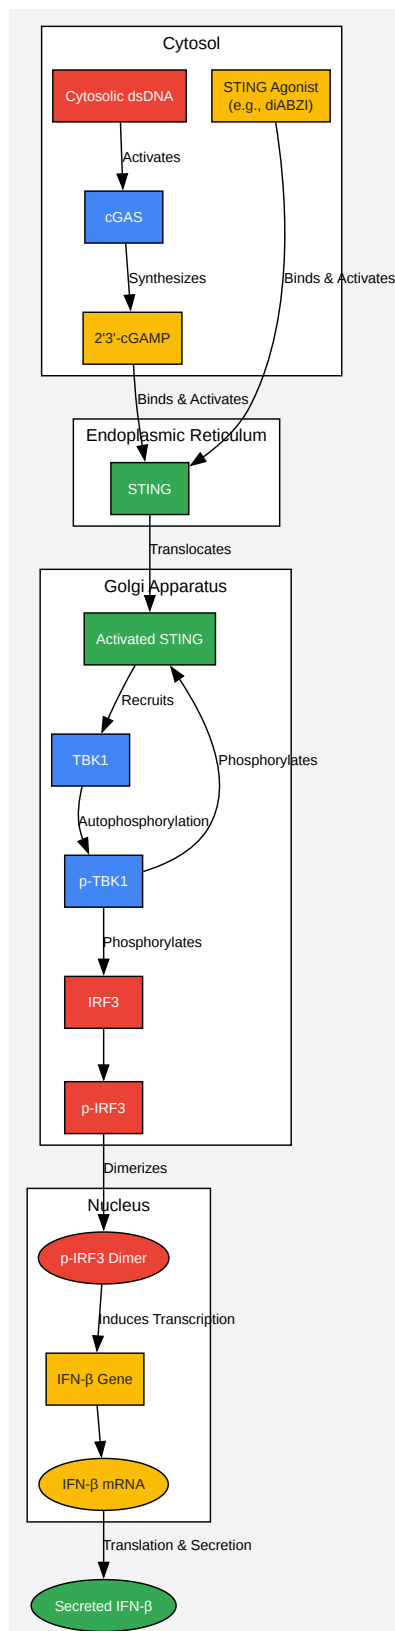 Cytosol
Cytosolic dsDNA
STING Agonist
(e.g., diABZI)
Activates
cGAS
Synthesizes
Binds & Activates
2'3'-cGAMP
Binds & Activates
Endoplasmic Reticulum
STING
Translocates
Golgi Apparatus
Activated STING
Recruits
TBK1
Phosphorylates
Autophosphorylation
p-TBK1
Phosphorylates
IRF3
p-IRF3
Dimerizes
Nucleus
p-IRF3 Dimer
Induces Transcription
IFN-β Gene
IFN-β mRNA
Translation & Secretion
Secreted IFN-β